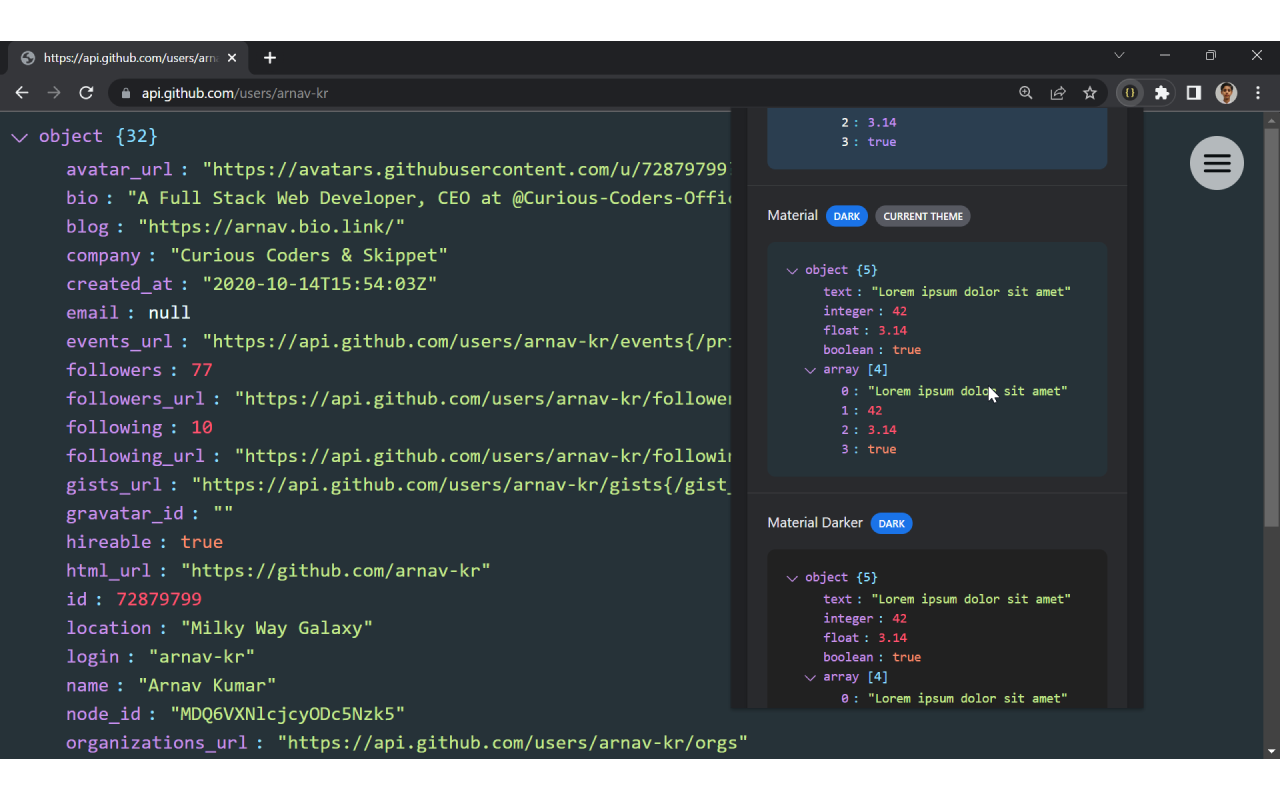 https://api.github.com/users/arn
api.github.com/users/arnav-kr
object {32}
avatar_url : "https://avatars.githubusercontent.com/u/72879799
bio : "A Full Stack Web Developer, CEO at @Curious-Coders-Offic
blog : "https://arnav.bio.link/"
company : "Curious Coders & Skippet"
created_at : "2020-10-14T15:54:03Z"
email : null
events_url : "https://api.github.com/users/arnav-kr/events{/pri
followers : 77
followers_url : "https://api.github.com/users/arnav-kr/follower
following : 10
following_url : "https://api.github.com/users/arnav-kr/followin
gists_url : "https://api.github.com/users/arnav-kr/gists{/gist_
gravatar_id : ""
hireable : true
html_url : "https://github.com/arnav-kr"
id : 72879799
location : "Milky Way Galaxy"
login : "arnav-kr"
name : "Arnav Kumar"
node_id : "MDQ6VXNlcjcyODc5Nzk5"
organizations_url : "https://api.github.com/users/arnav-kr/orgs"
2 : 3.14
3 : true
Material DARK CURRENT THEME
object {5}
text : "Lorem ipsum dolor sit amet"
integer : 42
float : 3.14
boolean : true
array [4]
0 : "Lorem ipsum dolor sit amet"
1 : 42
2 : 3.14
3 : true
Material Darker DARK
object {5}
text : "Lorem ipsum dolor sit amet"
integer : 42
float : 3.14
boolean : true
array [4]
0 : "Lorem ipsum dolor sit amet"